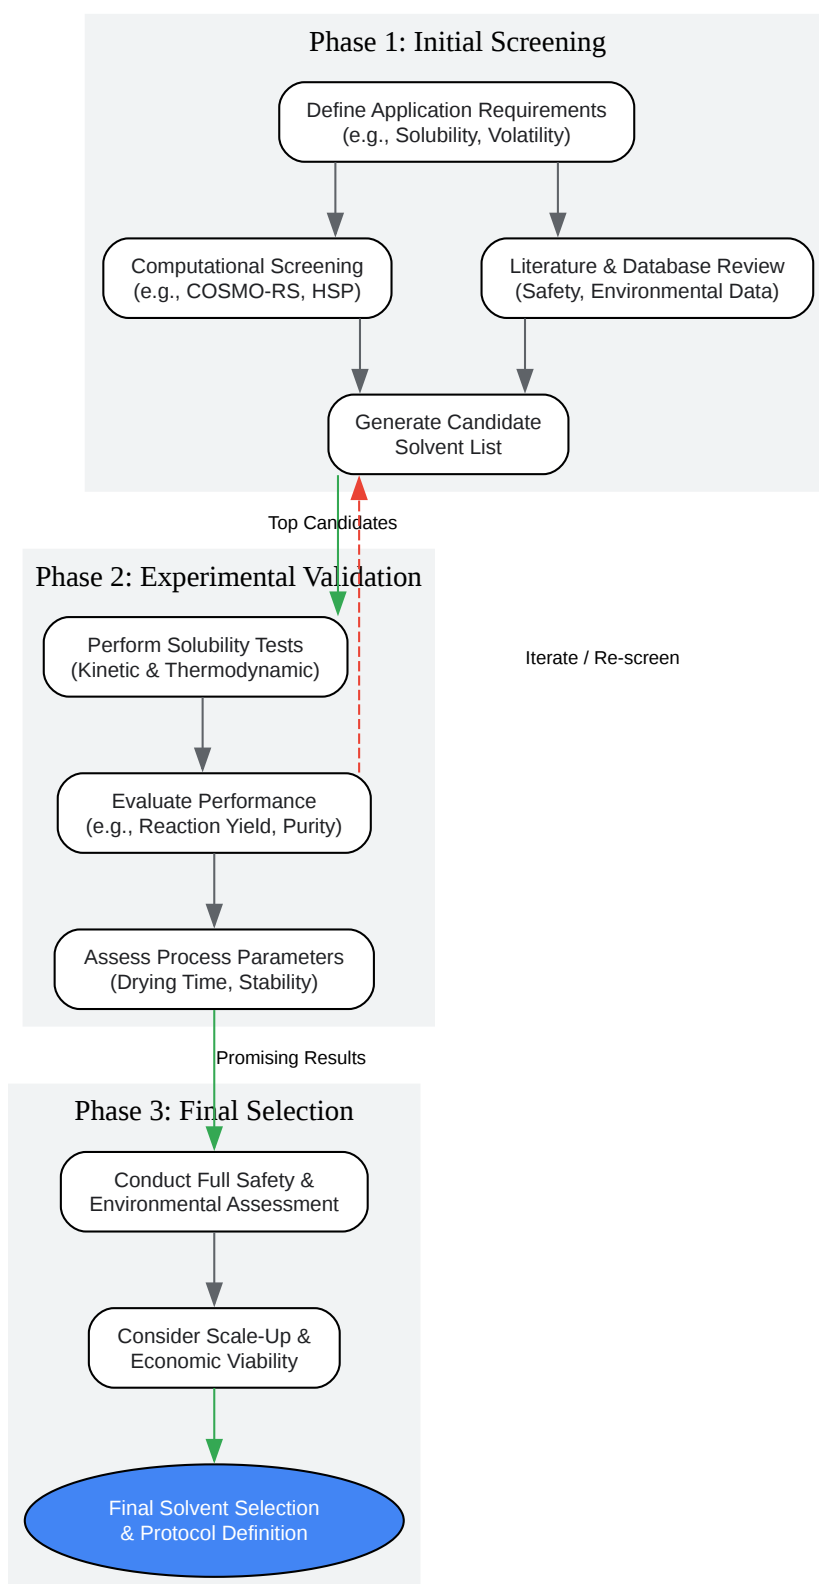 Phase 1: Initial Screening
Define Application Requirements
(e.g., Solubility, Volatility)
Computational Screening
(e.g., COSMO-RS, HSP)
Literature & Database Review
(Safety, Environmental Data)
Generate Candidate
Solvent List
Top Candidates
Phase 2: Experimental Validation
Perform Solubility Tests
(Kinetic & Thermodynamic)
Iterate / Re-screen
Evaluate Performance
(e.g., Reaction Yield, Purity)
Assess Process Parameters
(Drying Time, Stability)
Promising Results
Phase 3: Final Selection
Conduct Full Safety &
Environmental Assessment
Consider Scale-Up &
Economic Viability
Final Solvent Selection
& Protocol Definition